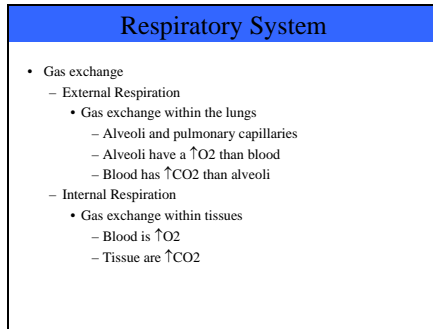 Respiratory System
• Gas exchange
– External Respiration
• Gas exchange within the lungs
– Alveoli and pulmonary capillaries
– Alveoli have a ↑O2 than blood
– Blood has ↑CO2 than alveoli
– Internal Respiration
• Gas exchange within tissues
– Blood is ↑O2
– Tissue are ↑CO2